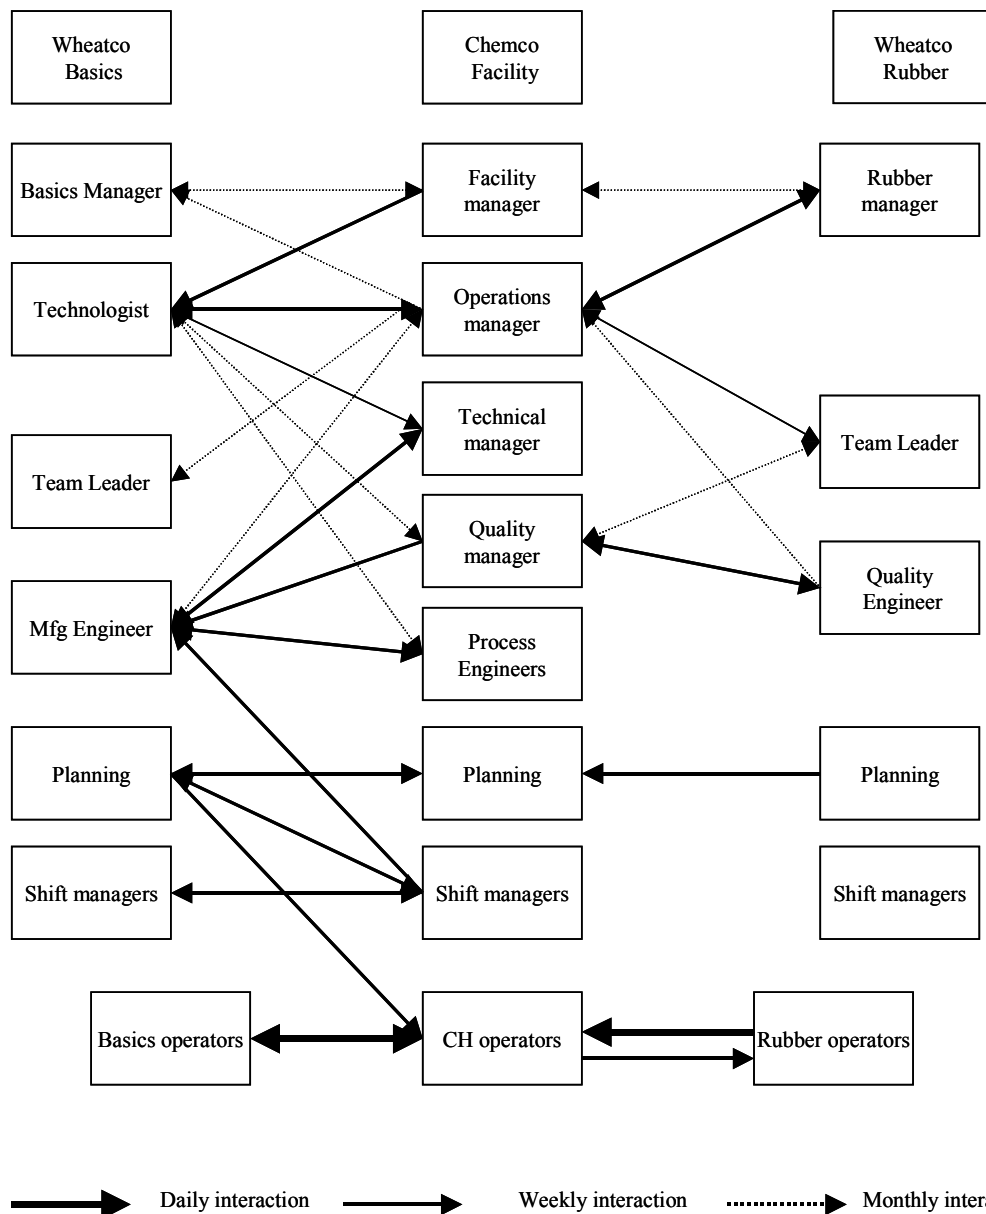 Wheatco
Basics
Chemco
Facility
Wheatco
Rubber
Basics Manager
Facility
manager
Rubber
manager
Technologist
Operations
manager
Technical
manager
Team Leader
Team Leader
Quality
manager
Quality
Engineer
Mfg Engineer
Process
Engineers
Planning
Planning
Planning
Shift managers
Shift managers
Shift managers
Basics operators
CH operators
Rubber operators
Daily interaction
Weekly interaction
Monthly